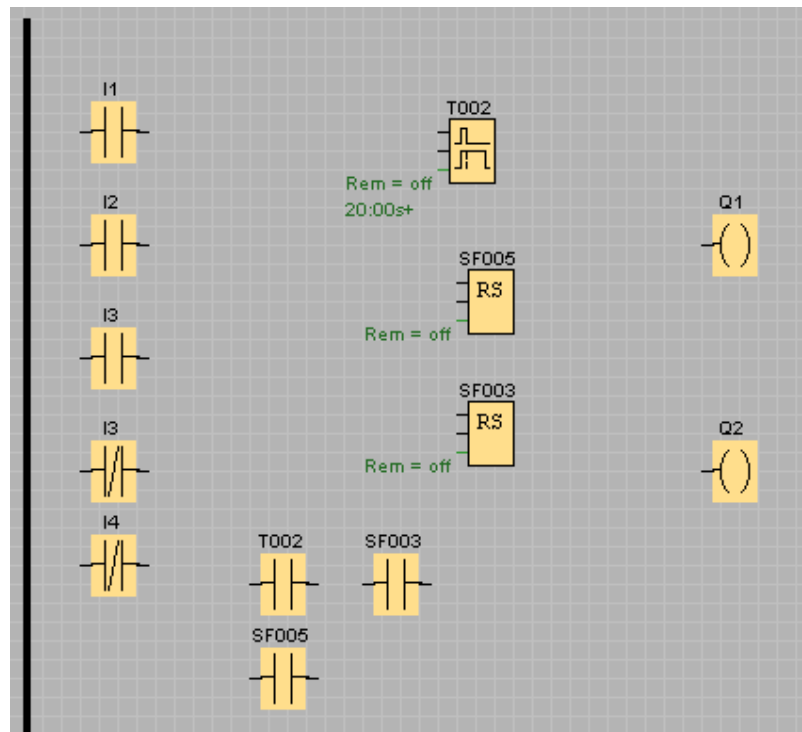 I1
T002
Rem = off
20:00s+
I2
Q1
SF005
RS
Rem = off
I3
SF003
RS
Rem = off
I3
Q2
I4
T002
SF003
SF005